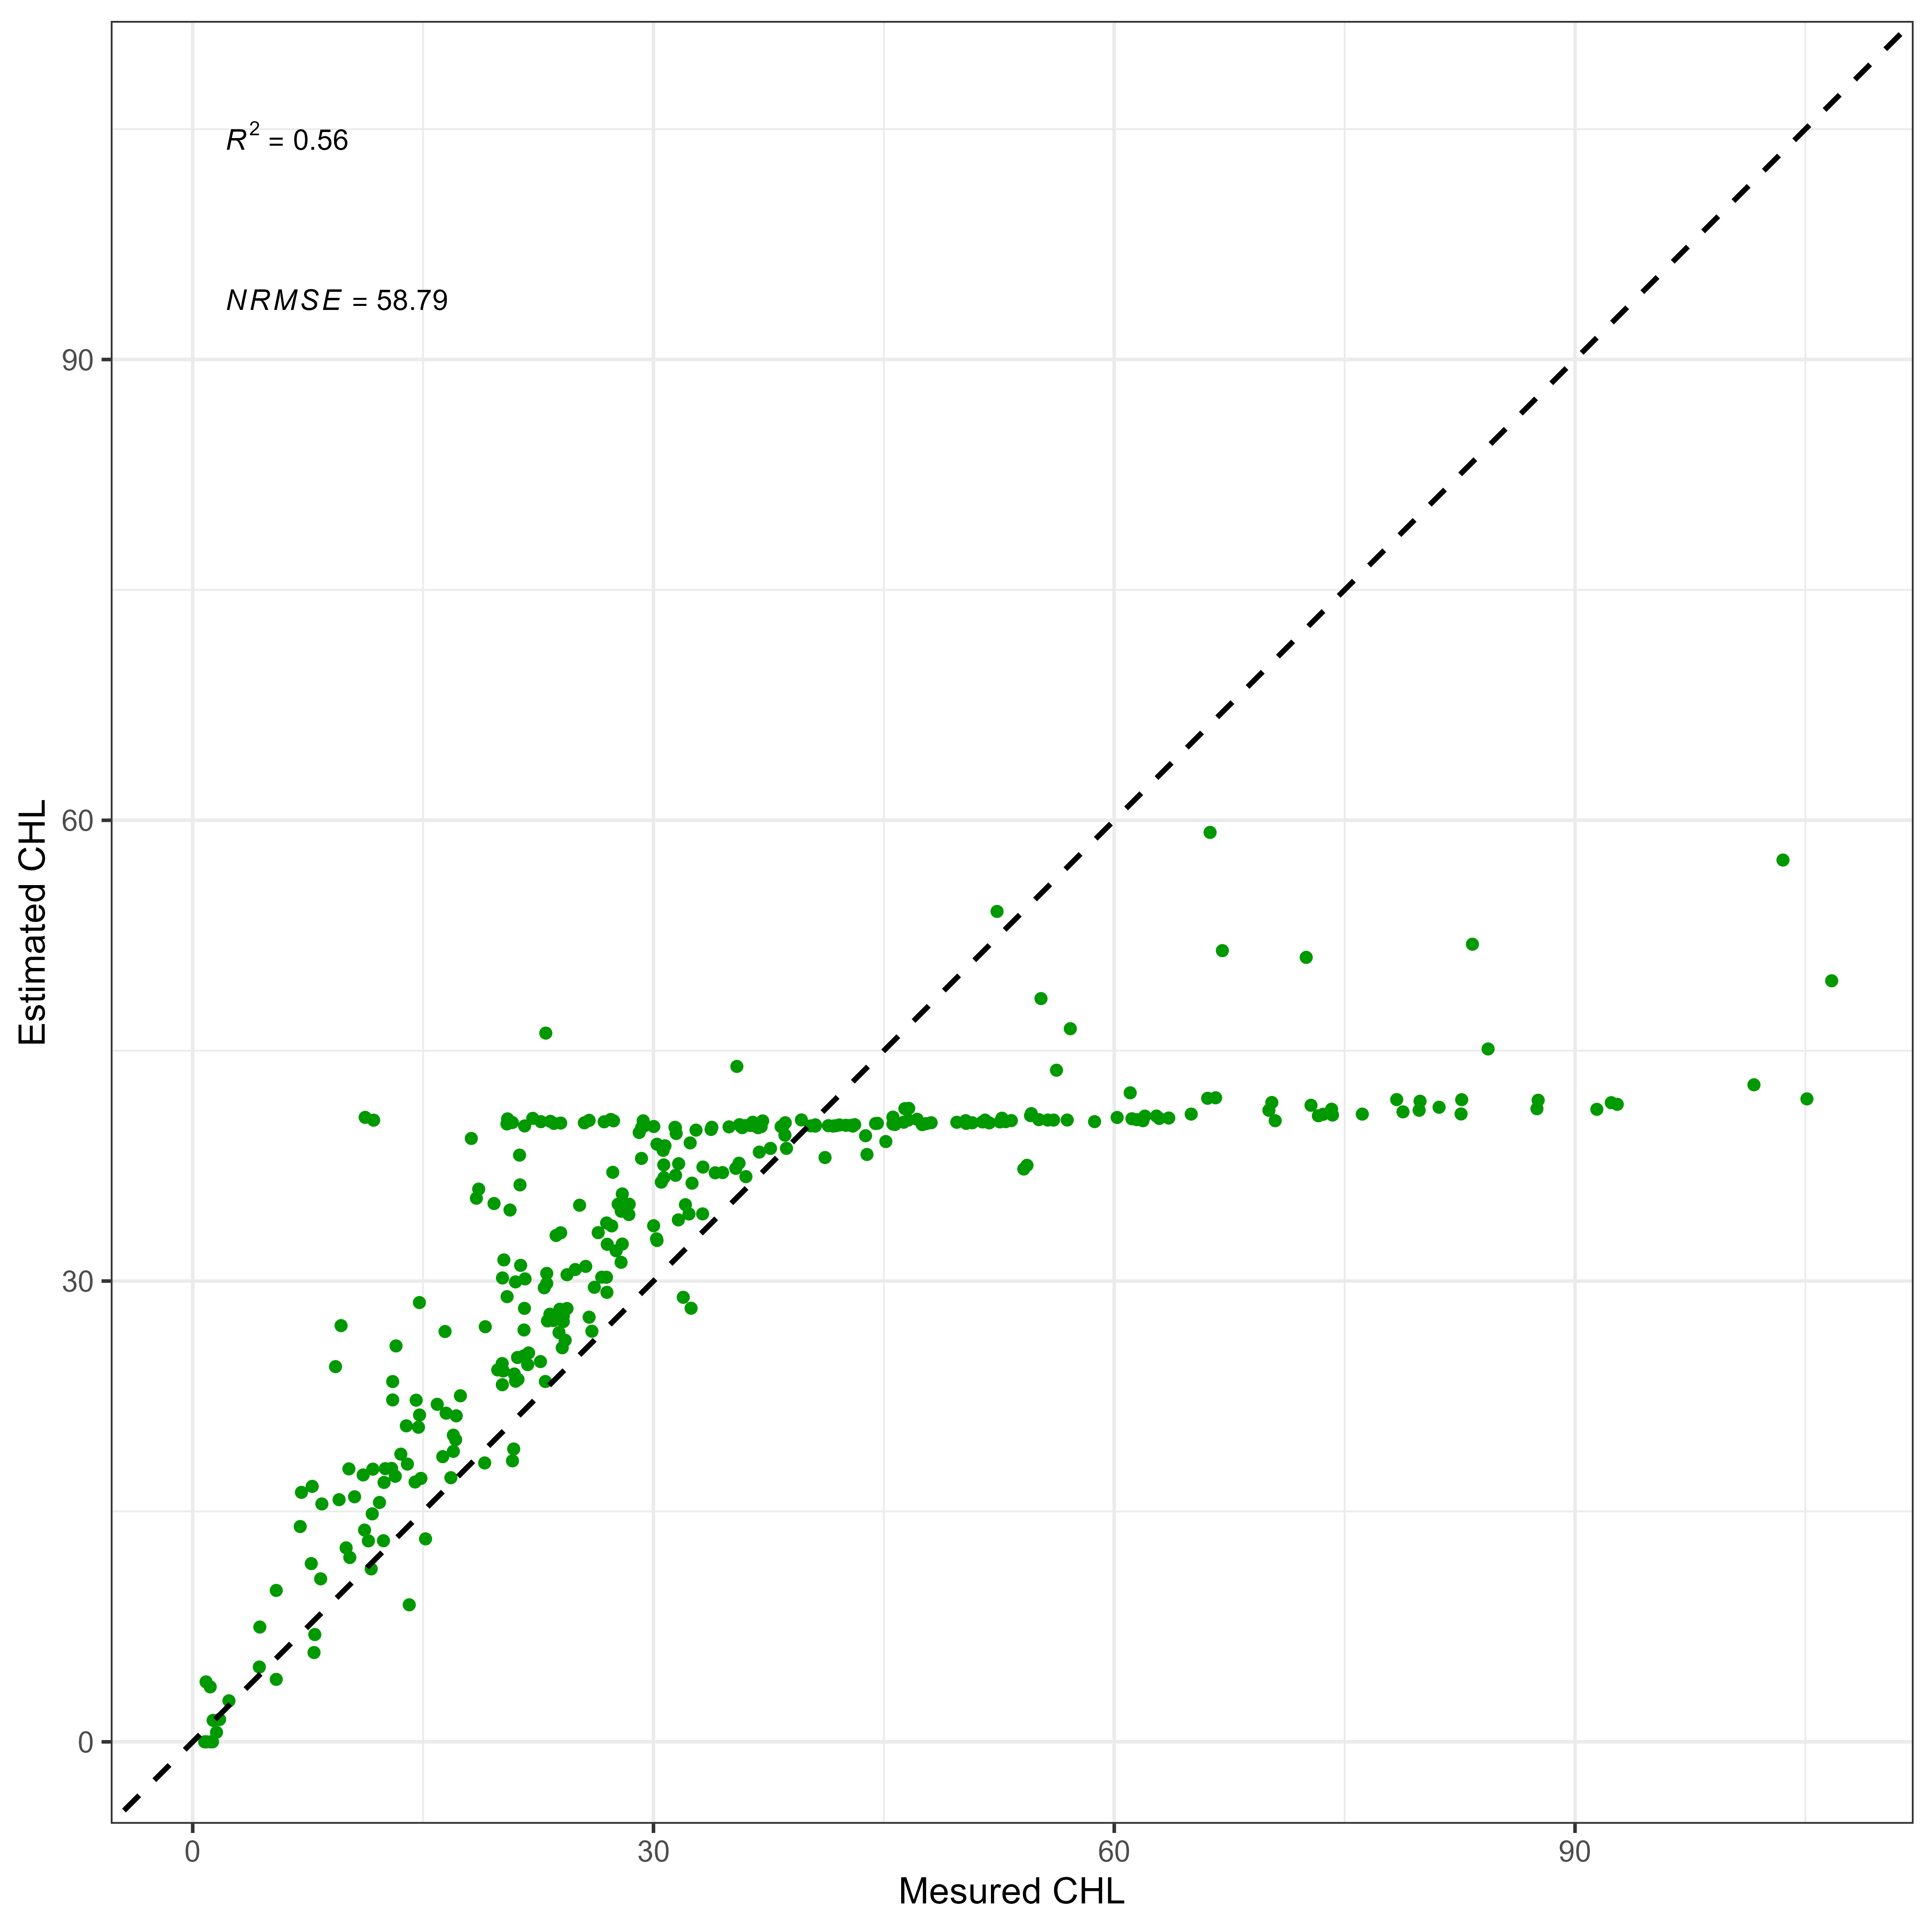 R² = 0.56
NRMSE = 58.79
90
60
30
0
Estimated CHL
0 30 60 90
Mesured CHL